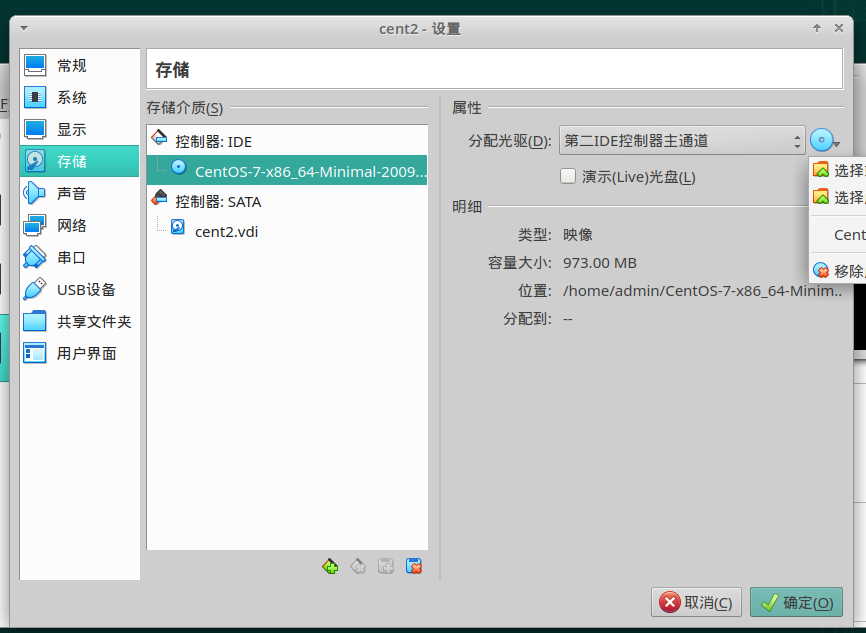 cent2 - 设置
常规
系统
显示
存储
声音
网络
串口
USB设备
共享文件夹
用户界面
存储
存储介质(S)
控制器: IDE
CentOS-7-x86_64-Minimal-2009...
控制器: SATA
cent2.vdi
属性
分配光驱(D): 第二IDE控制器主通道
演示(Live)光盘(L)
明细
类型: 映像
容量大小: 973.00 MB
位置: /home/admin/CentOS-7-x86_64-Minim...
分配到: --
选择
选择
Cent
移除
取消(C)
确定(O)
F